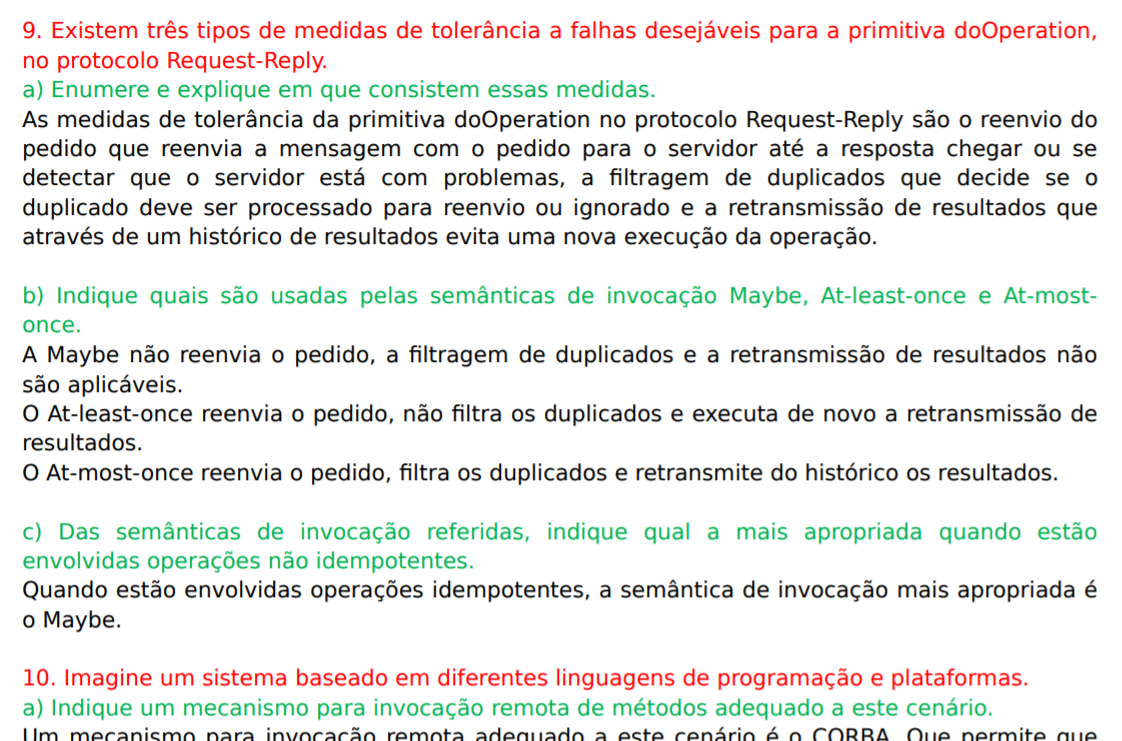 9. Existem três tipos de medidas de tolerância a falhas desejáveis para a primitiva doOperation,
no protocolo Request-Reply.
a) Enumere e explique em que consistem essas medidas.
As medidas de tolerância da primitiva doOperation no protocolo Request-Reply são o reenvio do
pedido que reenvia a mensagem com o pedido para o servidor até a resposta chegar ou se
detectar que o servidor está com problemas, a filtragem de duplicados que decide se o
duplicado deve ser processado para reenvio ou ignorado e a retransmissão de resultados que
através de um histórico de resultados evita uma nova execução da operação.
b) Indique quais são usadas pelas semânticas de invocação Maybe, At-least-once e At-most-
once.
A Maybe não reenvia o pedido, a filtragem de duplicados e a retransmissão de resultados não
são aplicáveis.
O At-least-once reenvia o pedido, não filtra os duplicados e executa de novo a retransmissão de
resultados.
O At-most-once reenvia o pedido, filtra os duplicados e retransmite do histórico os resultados.
c) Das semânticas de invocação referidas, indique qual a mais apropriada quando estão
envolvidas operações não idempotentes.
Quando estão envolvidas operações idempotentes, a semântica de invocação mais apropriada é
o Maybe.
10. Imagine um sistema baseado em diferentes linguagens de programação e plataformas.
a) Indique um mecanismo para invocação remota de métodos adequado a este cenário.
Um mecanismo para invocação remota adequado a este cenário é o CORBA. Que permite que